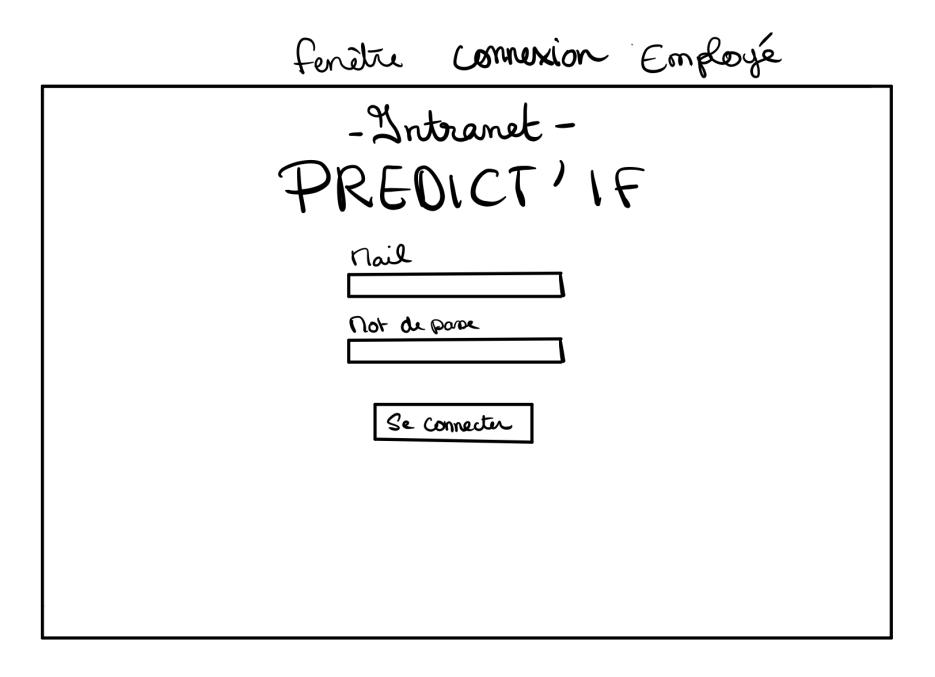 Fenêtre connexion Employé
- Intranet -
PREDICT'IF
Mail
Mot de passe
Se connecter